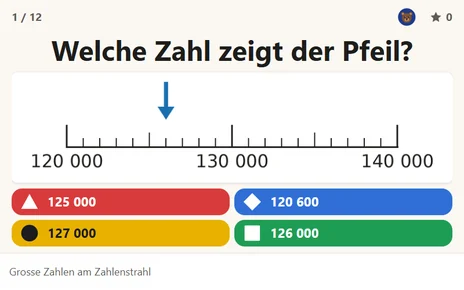 1 / 12
0
Welche Zahl zeigt der Pfeil?
120 000 130 000 140 000
125 000
120 600
127 000
126 000
Grosse Zahlen am Zahlenstrahl